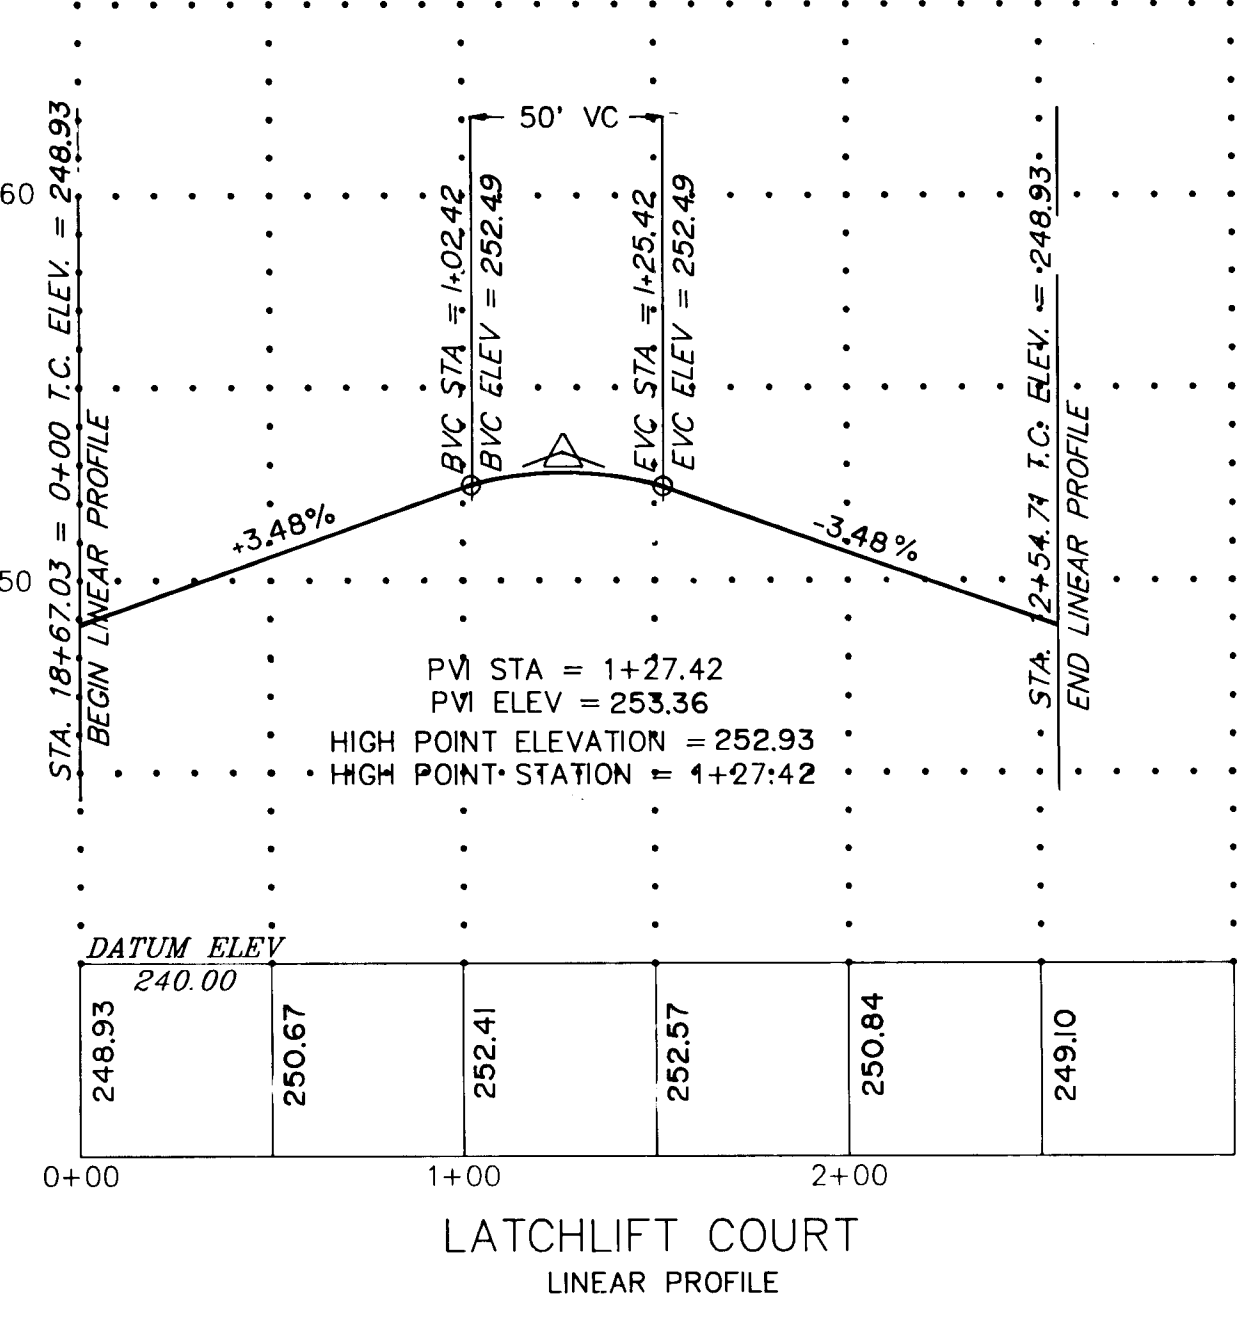 50' VC
60
50
STA. 18+67.03 = 0+00 T.C. ELEV. = 248.93
BEGIN LINEAR PROFILE
BVC STA = 1+02.42
BVC ELEV = 252.49
EVC STA = 1+25.42
EVC ELEV = 252.49
STA. 12+54.71 T.C. ELEV. = 248.93
END LINEAR PROFILE
+3.48%
-3.48%
PVI STA = 1+27.42
PVI ELEV = 253.36
HIGH POINT ELEVATION = 252.93
HIGH POINT STATION = 1+27.42
DATUM ELEV
240.00
248.93
250.67
252.41
252.57
250.84
249.10
0+00
1+00
2+00
LATCHLIFT COURT
LINEAR PROFILE